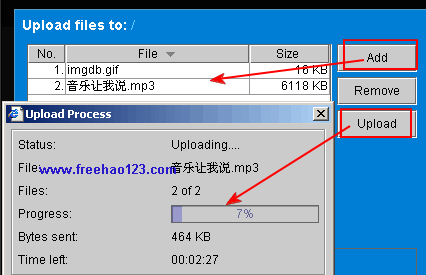 Upload files to: /
No. File Size
1. imgdb.gif 16 KB
2. 音乐让我说.mp3 6118 KB
Add
Remove
Upload
Upload Process
Status: Uploading....
File: 音乐让我说.mp3
www.freehao123.com
Files: 2 of 2
Progress: 7%
Bytes sent: 464 KB
Time left: 00:02:27